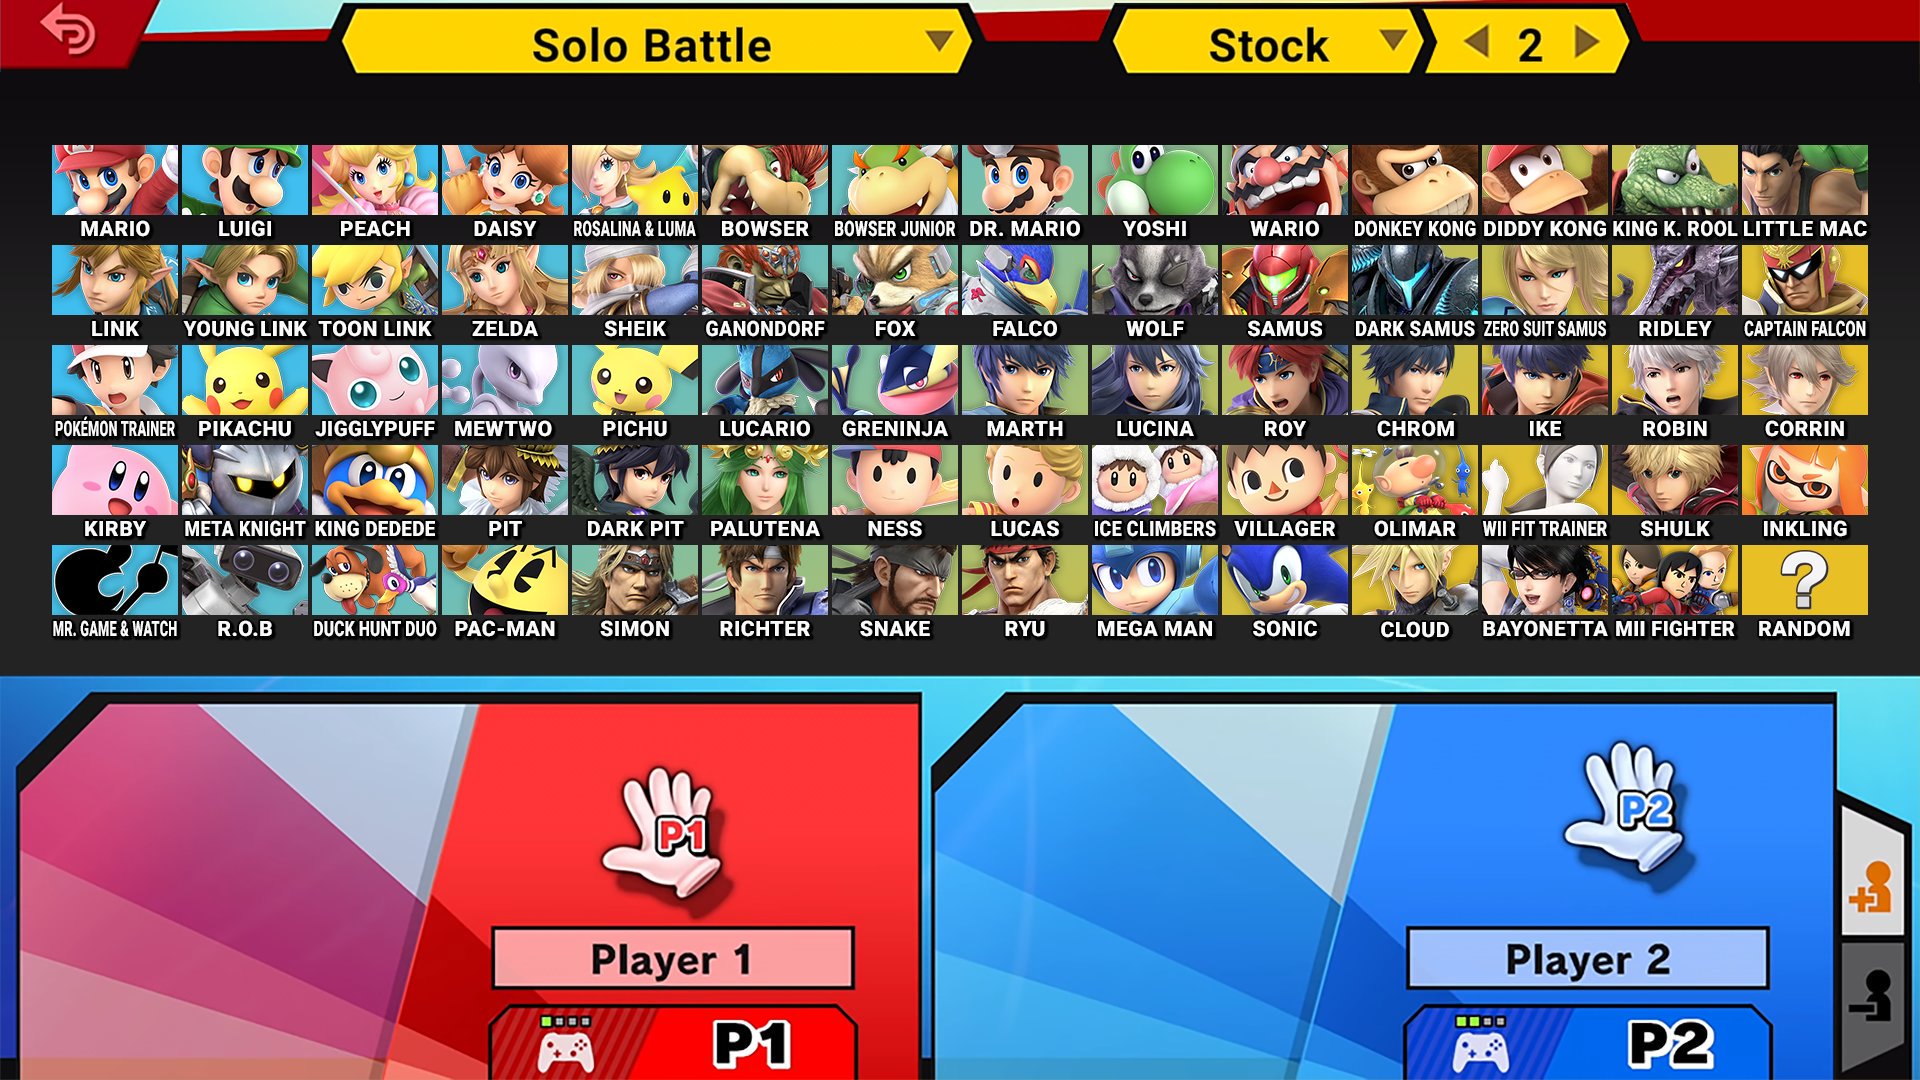 Solo Battle
Stock
2
MARIO LUIGI PEACH DAISY ROSALINA & LUMA BOWSER BOWSER JUNIOR DR. MARIO YOSHI WARIO DONKEY KONG DIDDY KONG KING K. ROOL LITTLE MAC
LINK YOUNG LINK TOON LINK ZELDA SHEIK GANONDORF FOX FALCO WOLF SAMUS DARK SAMUS ZERO SUIT SAMUS RIDLEY CAPTAIN FALCON
POKÉMON TRAINER PIKACHU JIGGLYPUFF MEWTWO PICHU LUCARIO GRENINJA MARTH LUCINA ROY CHROM IKE ROBIN CORRIN
KIRBY META KNIGHT KING DEDEDE PIT DARK PIT PALUTENA NESS LUCAS ICE CLIMBERS VILLAGER OLIMAR WII FIT TRAINER SHULK INKLING
?
MR. GAME & WATCH R.O.B DUCK HUNT DUO PAC-MAN SIMON RICHTER SNAKE RYU MEGA MAN SONIC CLOUD BAYONETTA MII FIGHTER RANDOM
P1
Player 1
P1
P2
Player 2
P2